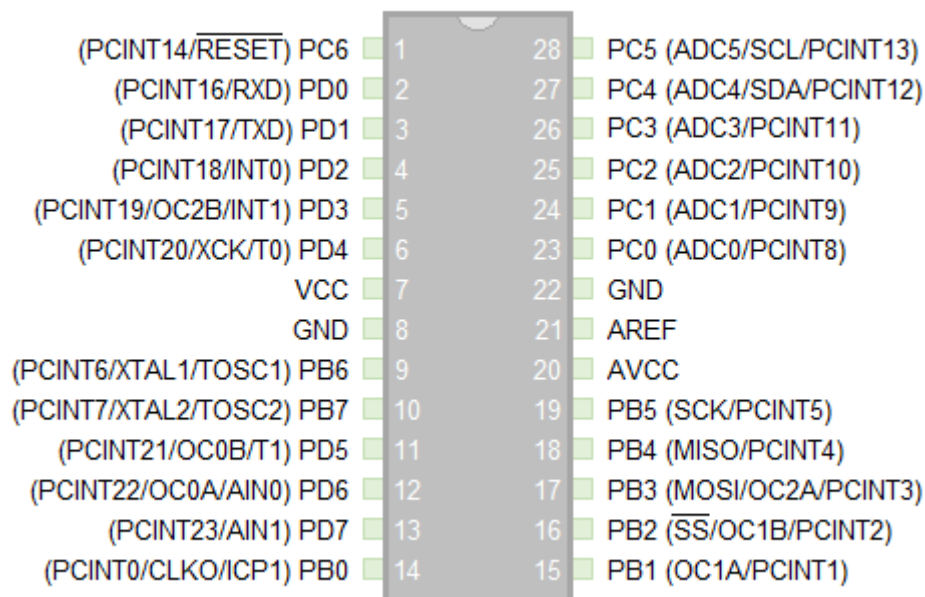 (PCINT14/RESET) PC6 1 28 PC5 (ADC5/SCL/PCINT13)
(PCINT16/RXD) PD0 2 27 PC4 (ADC4/SDA/PCINT12)
(PCINT17/TXD) PD1 3 26 PC3 (ADC3/PCINT11)
(PCINT18/INT0) PD2 4 25 PC2 (ADC2/PCINT10)
(PCINT19/OC2B/INT1) PD3 5 24 PC1 (ADC1/PCINT9)
(PCINT20/XCK/T0) PD4 6 23 PC0 (ADC0/PCINT8)
VCC 7 22 GND
GND 8 21 AREF
(PCINT6/XTAL1/TOSC1) PB6 9 20 AVCC
(PCINT7/XTAL2/TOSC2) PB7 10 19 PB5 (SCK/PCINT5)
(PCINT21/OC0B/T1) PD5 11 18 PB4 (MISO/PCINT4)
(PCINT22/OC0A/AIN0) PD6 12 17 PB3 (MOSI/OC2A/PCINT3)
(PCINT23/AIN1) PD7 13 16 PB2 (SS/OC1B/PCINT2)
(PCINT0/CLKO/ICP1) PB0 14 15 PB1 (OC1A/PCINT1)